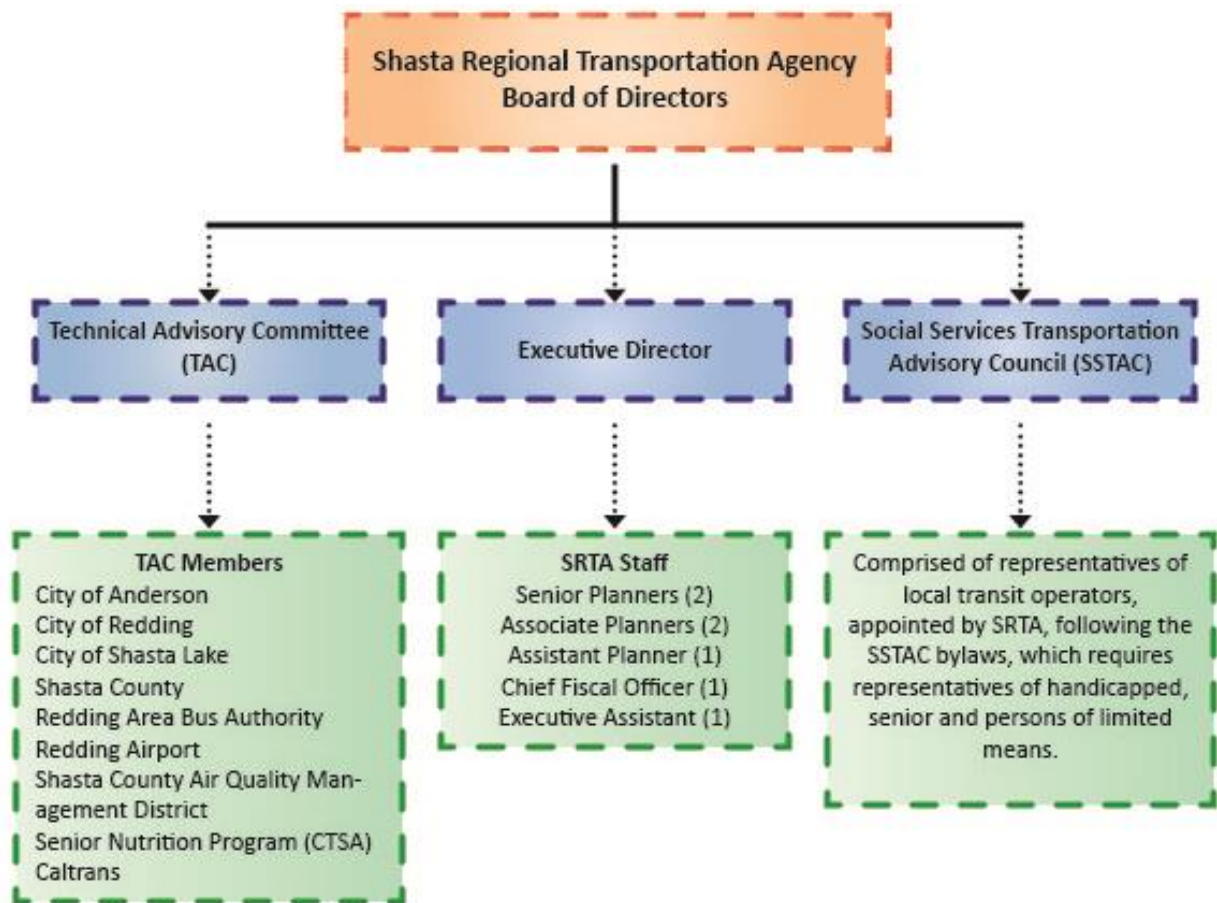 Shasta Regional Transportation Agency
Board of Directors
Technical Advisory Committee
(TAC)
Executive Director
Social Services Transportation
Advisory Council (SSTAC)
TAC Members
City of Anderson
City of Redding
City of Shasta Lake
Shasta County
Redding Area Bus Authority
Redding Airport
Shasta County Air Quality Man-
agement District
Senior Nutrition Program (CTSA)
Caltrans
SRTA Staff
Senior Planners (2)
Associate Planners (2)
Assistant Planner (1)
Chief Fiscal Officer (1)
Executive Assistant (1)
Comprised of representatives of
local transit operators,
appointed by SRTA, following the
SSTAC bylaws, which requires
representatives of handicapped,
senior and persons of limited
means.